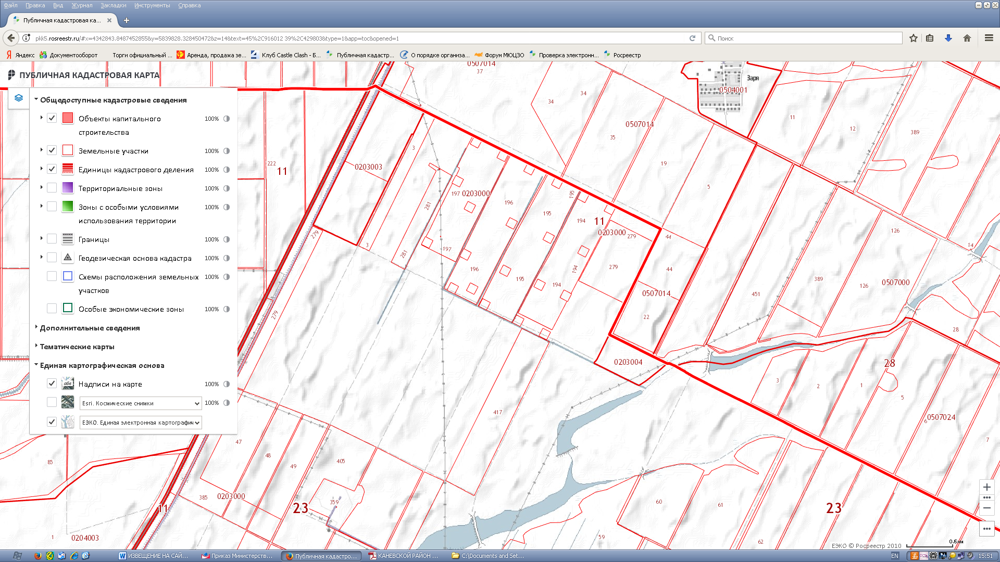 Файл Правка Вид Журнал Закладки Инструменты Справка
Публичная кадастровая ка...
pkk5.rosreestr.ru/#x=4342843.8487452855&y=5839828.328450472&z=14&text=45%2C916012 39%2C429803&type=1&app=toc&opened=1
Поиск
Яндекс Документооборот Торги официальный ... Аренда, продажа зе... Клуб Castle Clash - Б... Публичная кадастр... О порядке организа... Форум МЮЦЗО Проверка электронн... Росреестр
ПУБЛИЧНАЯ КАДАСТРОВАЯ КАРТА
Общедоступные кадастровые сведения
Объекты капитального 100%
строительства
Земельные участки 100%
Единицы кадастрового деления 100%
Территориальные зоны 100%
Зоны с особыми условиями 100%
использования территории
Границы 100%
Геодезическая основа кадастра 100%
Схемы расположения земельных 100%
участков
Особые экономические зоны 100%
Дополнительные сведения
Тематические карты
Единая картографическая основа
Надписи на карте 100%
Esri. Космические снимки 100%
ЕЭКО. Единая электронная картографич
0507014
37
Заря
0504001
34
34
0507014
35
11
12
389
3
222
11
0203003
19
5
197
0203000
196
195
281
195
194
11
0203000
279
44
126
14
279
3
281
197
196
195
194
194
279
44
389
126
0507000
451
0507014
22
279
28
0203004
28
3
2
1
5
0507024
6
417
47
48
49
405
7
85
385
0203000
359
23
11
60
61
23
1
0204003
59
62
0.6км
ЕЭКО © Росреестр 2010
ИЗВЕЩЕНИЕ НА САЙ... Приказ Министерств... Публичная кадастро... КАНЕВСКОЙ РАЙОН ... C:\Documents and Set... EN 15:51